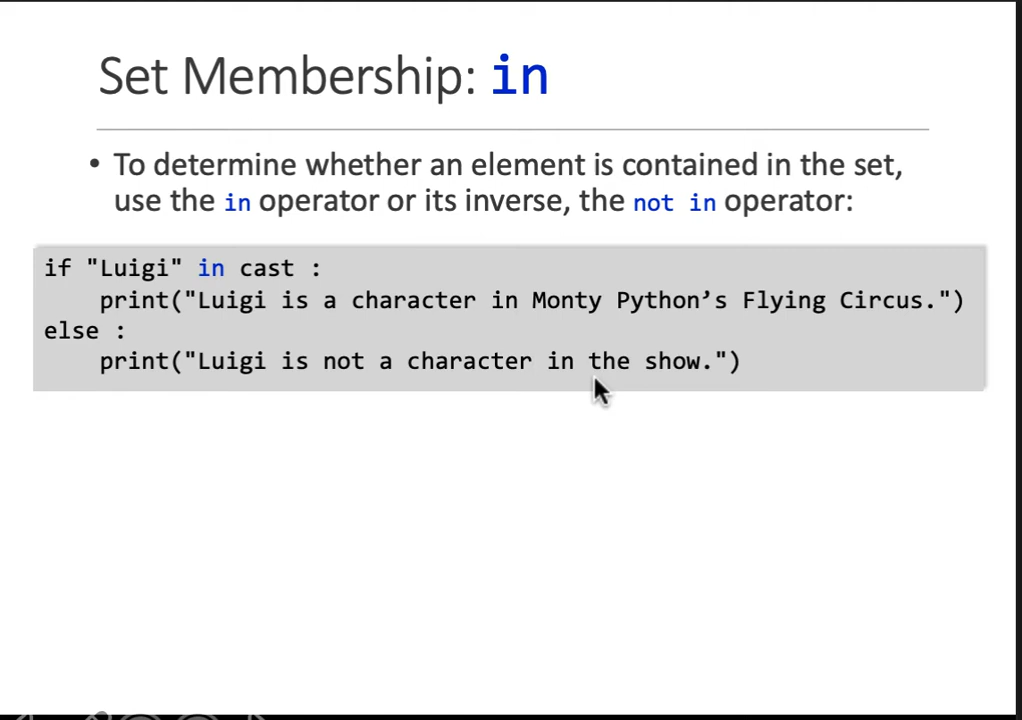 Set Membership: in
• To determine whether an element is contained in the set,
use the in operator or its inverse, the not in operator:
if "Luigi" in cast :
    print("Luigi is a character in Monty Python’s Flying Circus.")
else :
    print("Luigi is not a character in the show.")